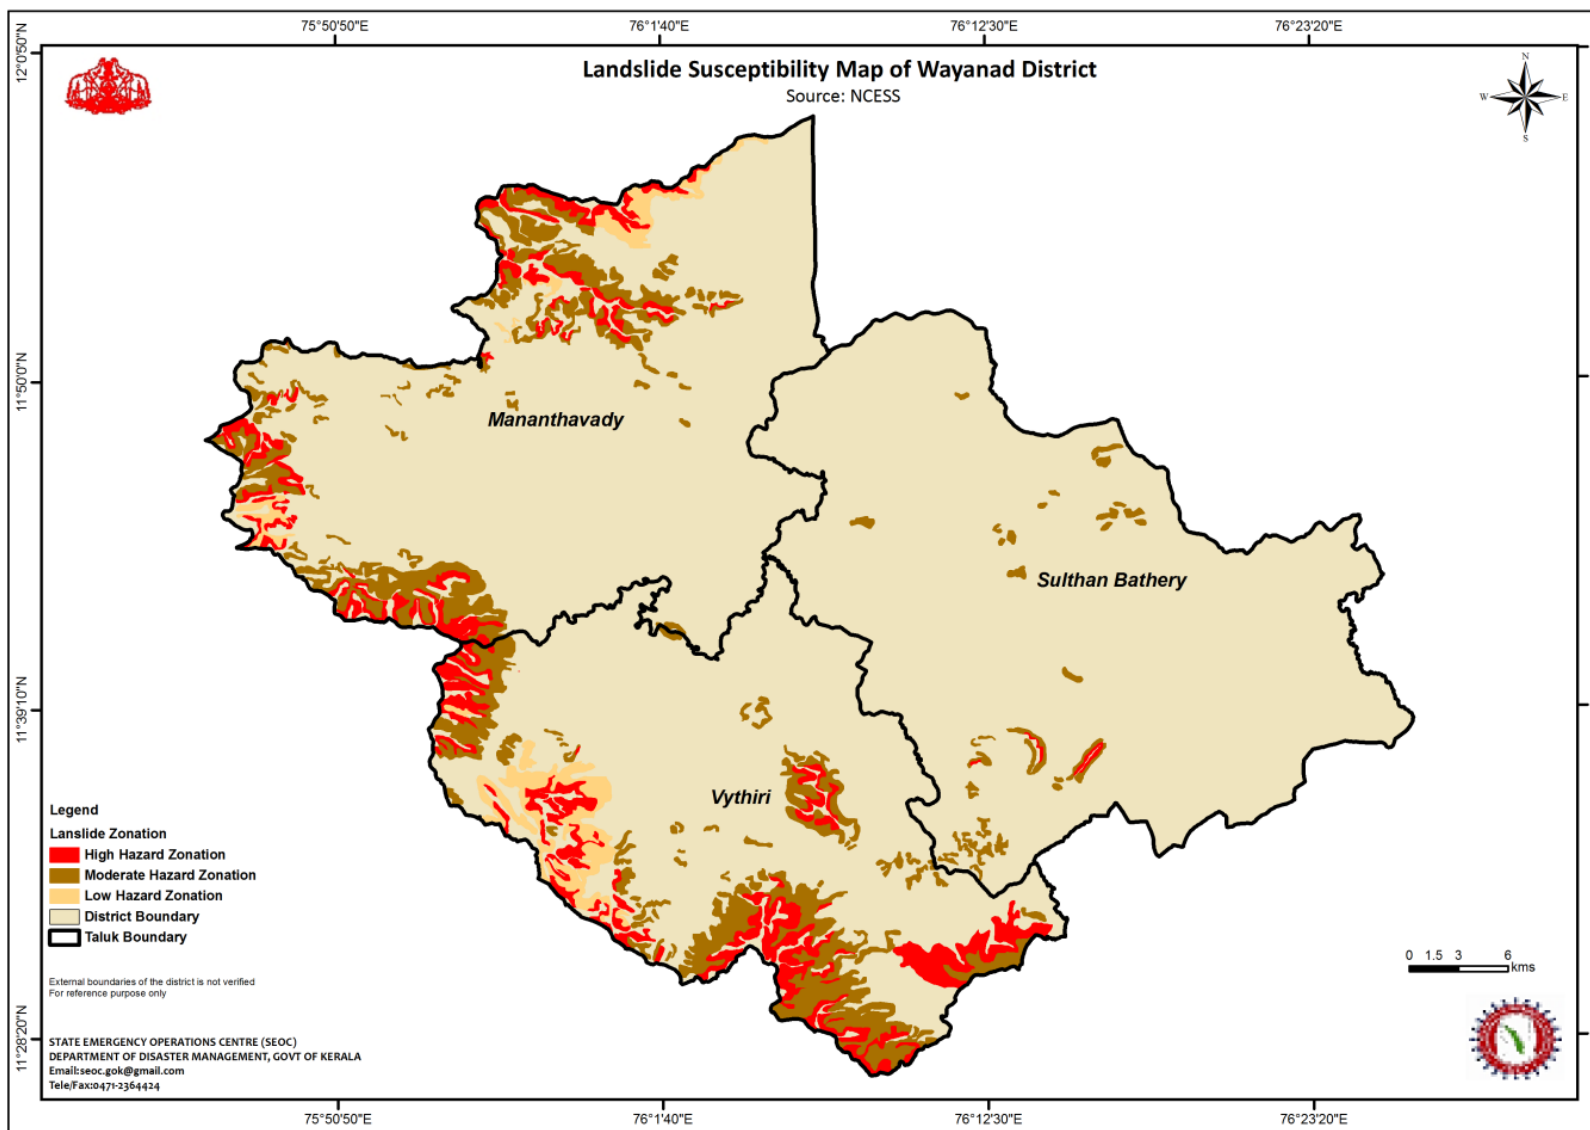 75°50'50"E 76°1'40"E 76°12'30"E 76°23'20"E
12°0'50"N
Landslide Susceptibility Map of Wayanad District
Source: NCESS
N
W E
S
11°50'0"N
Mananthavady
Sulthan Bathery
11°39'10"N
Vythiri
Legend
Lanslide Zonation
High Hazard Zonation
Moderate Hazard Zonation
Low Hazard Zonation
District Boundary
Taluk Boundary
0 1.5 3 6
kms
External boundaries of the district is not verified
For reference purpose only
11°28'20"N
STATE EMERGENCY OPERATIONS CENTRE (SEOC)
DEPARTMENT OF DISASTER MANAGEMENT, GOVT OF KERALA
Email:seoc.gok@gmail.com
Tele/Fax:0471-2364424
75°50'50"E 76°1'40"E 76°12'30"E 76°23'20"E